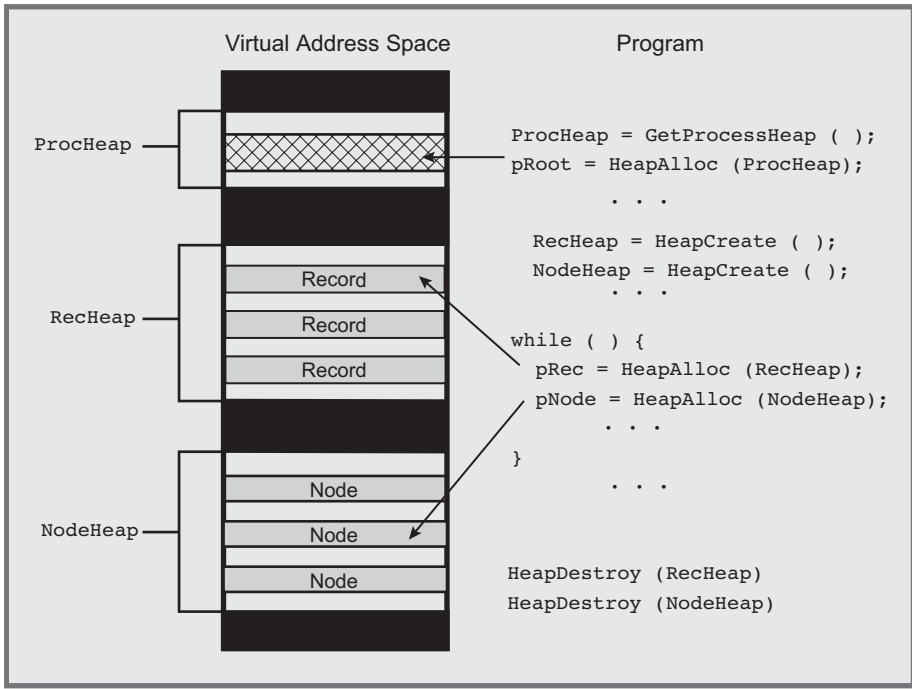 Virtual Address Space
Program
ProcHeap
ProcHeap = GetProcessHeap ( );
pRoot = HeapAlloc (ProcHeap);
. . .
RecHeap = HeapCreate ( );
NodeHeap = HeapCreate ( );
. . .
RecHeap
Record
Record
Record
while ( ) {
pRec = HeapAlloc (RecHeap);
pNode = HeapAlloc (NodeHeap);
. . .
}
. . .
NodeHeap
Node
Node
Node
HeapDestroy (RecHeap)
HeapDestroy (NodeHeap)